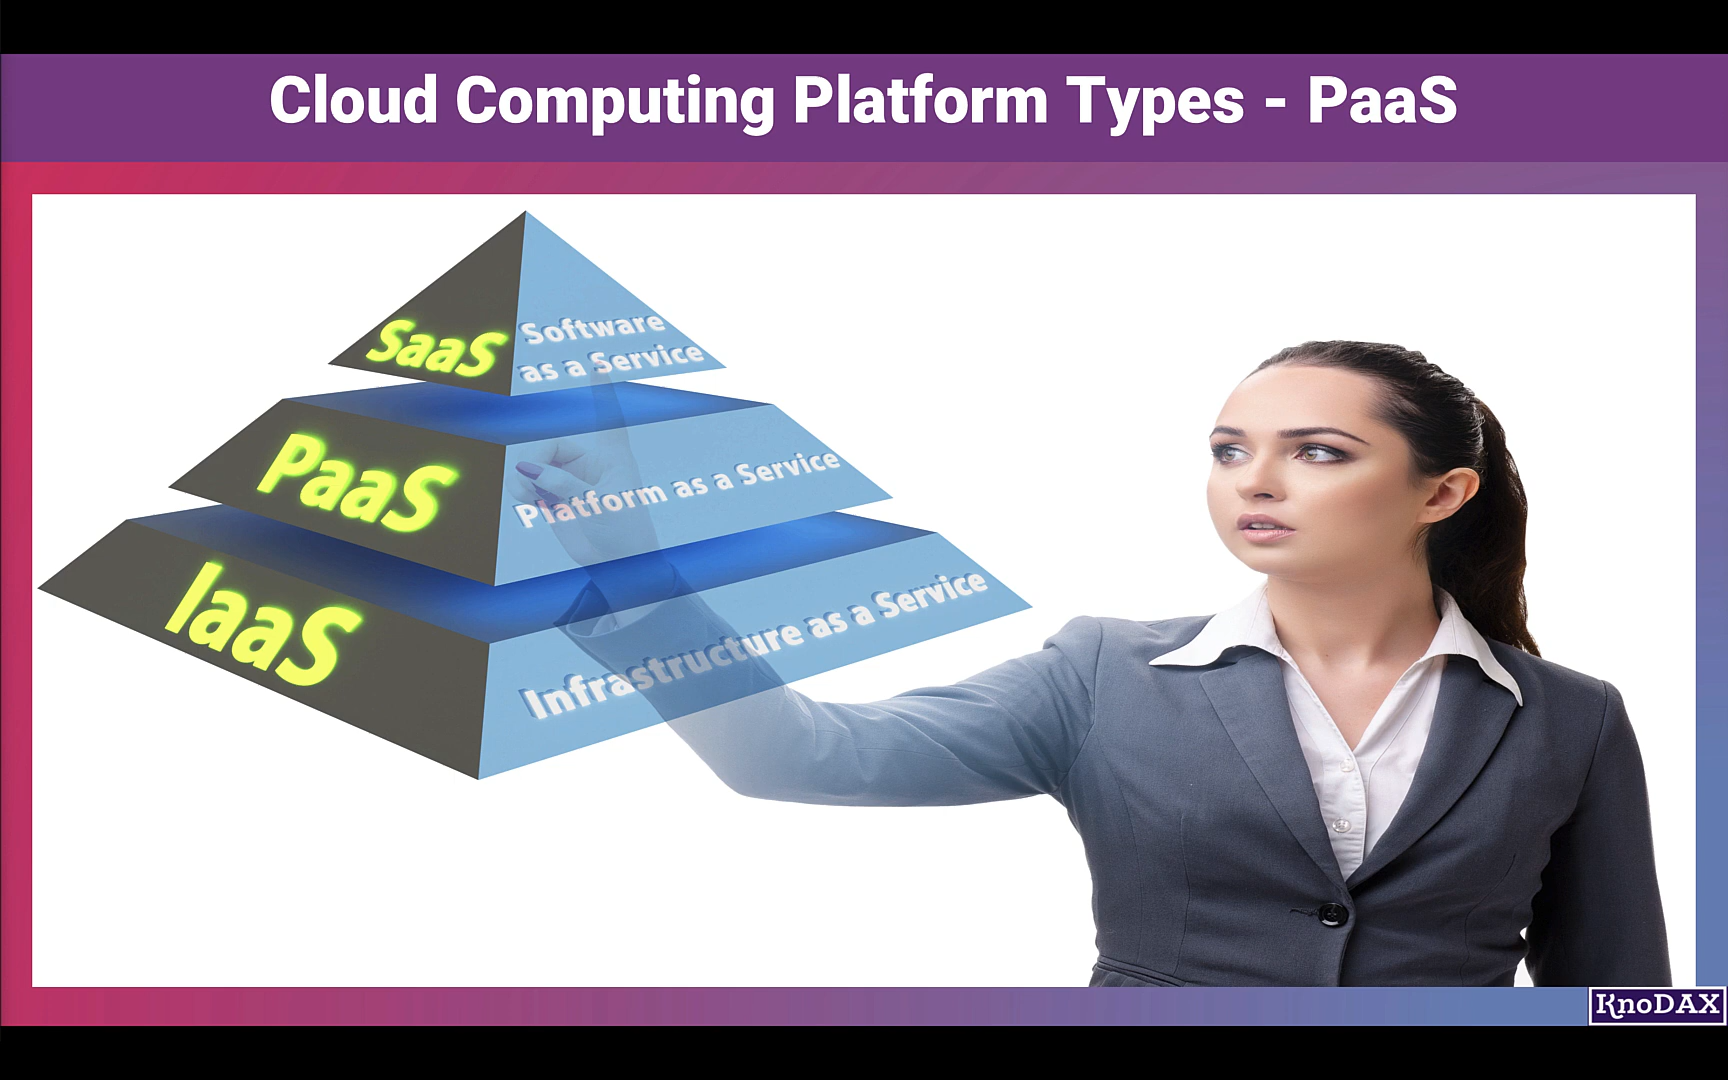 Cloud Computing Platform Types - PaaS
SaaS
Software
as a Service
PaaS
Platform as a Service
IaaS
Infrastructure as a Service
KnoDAX